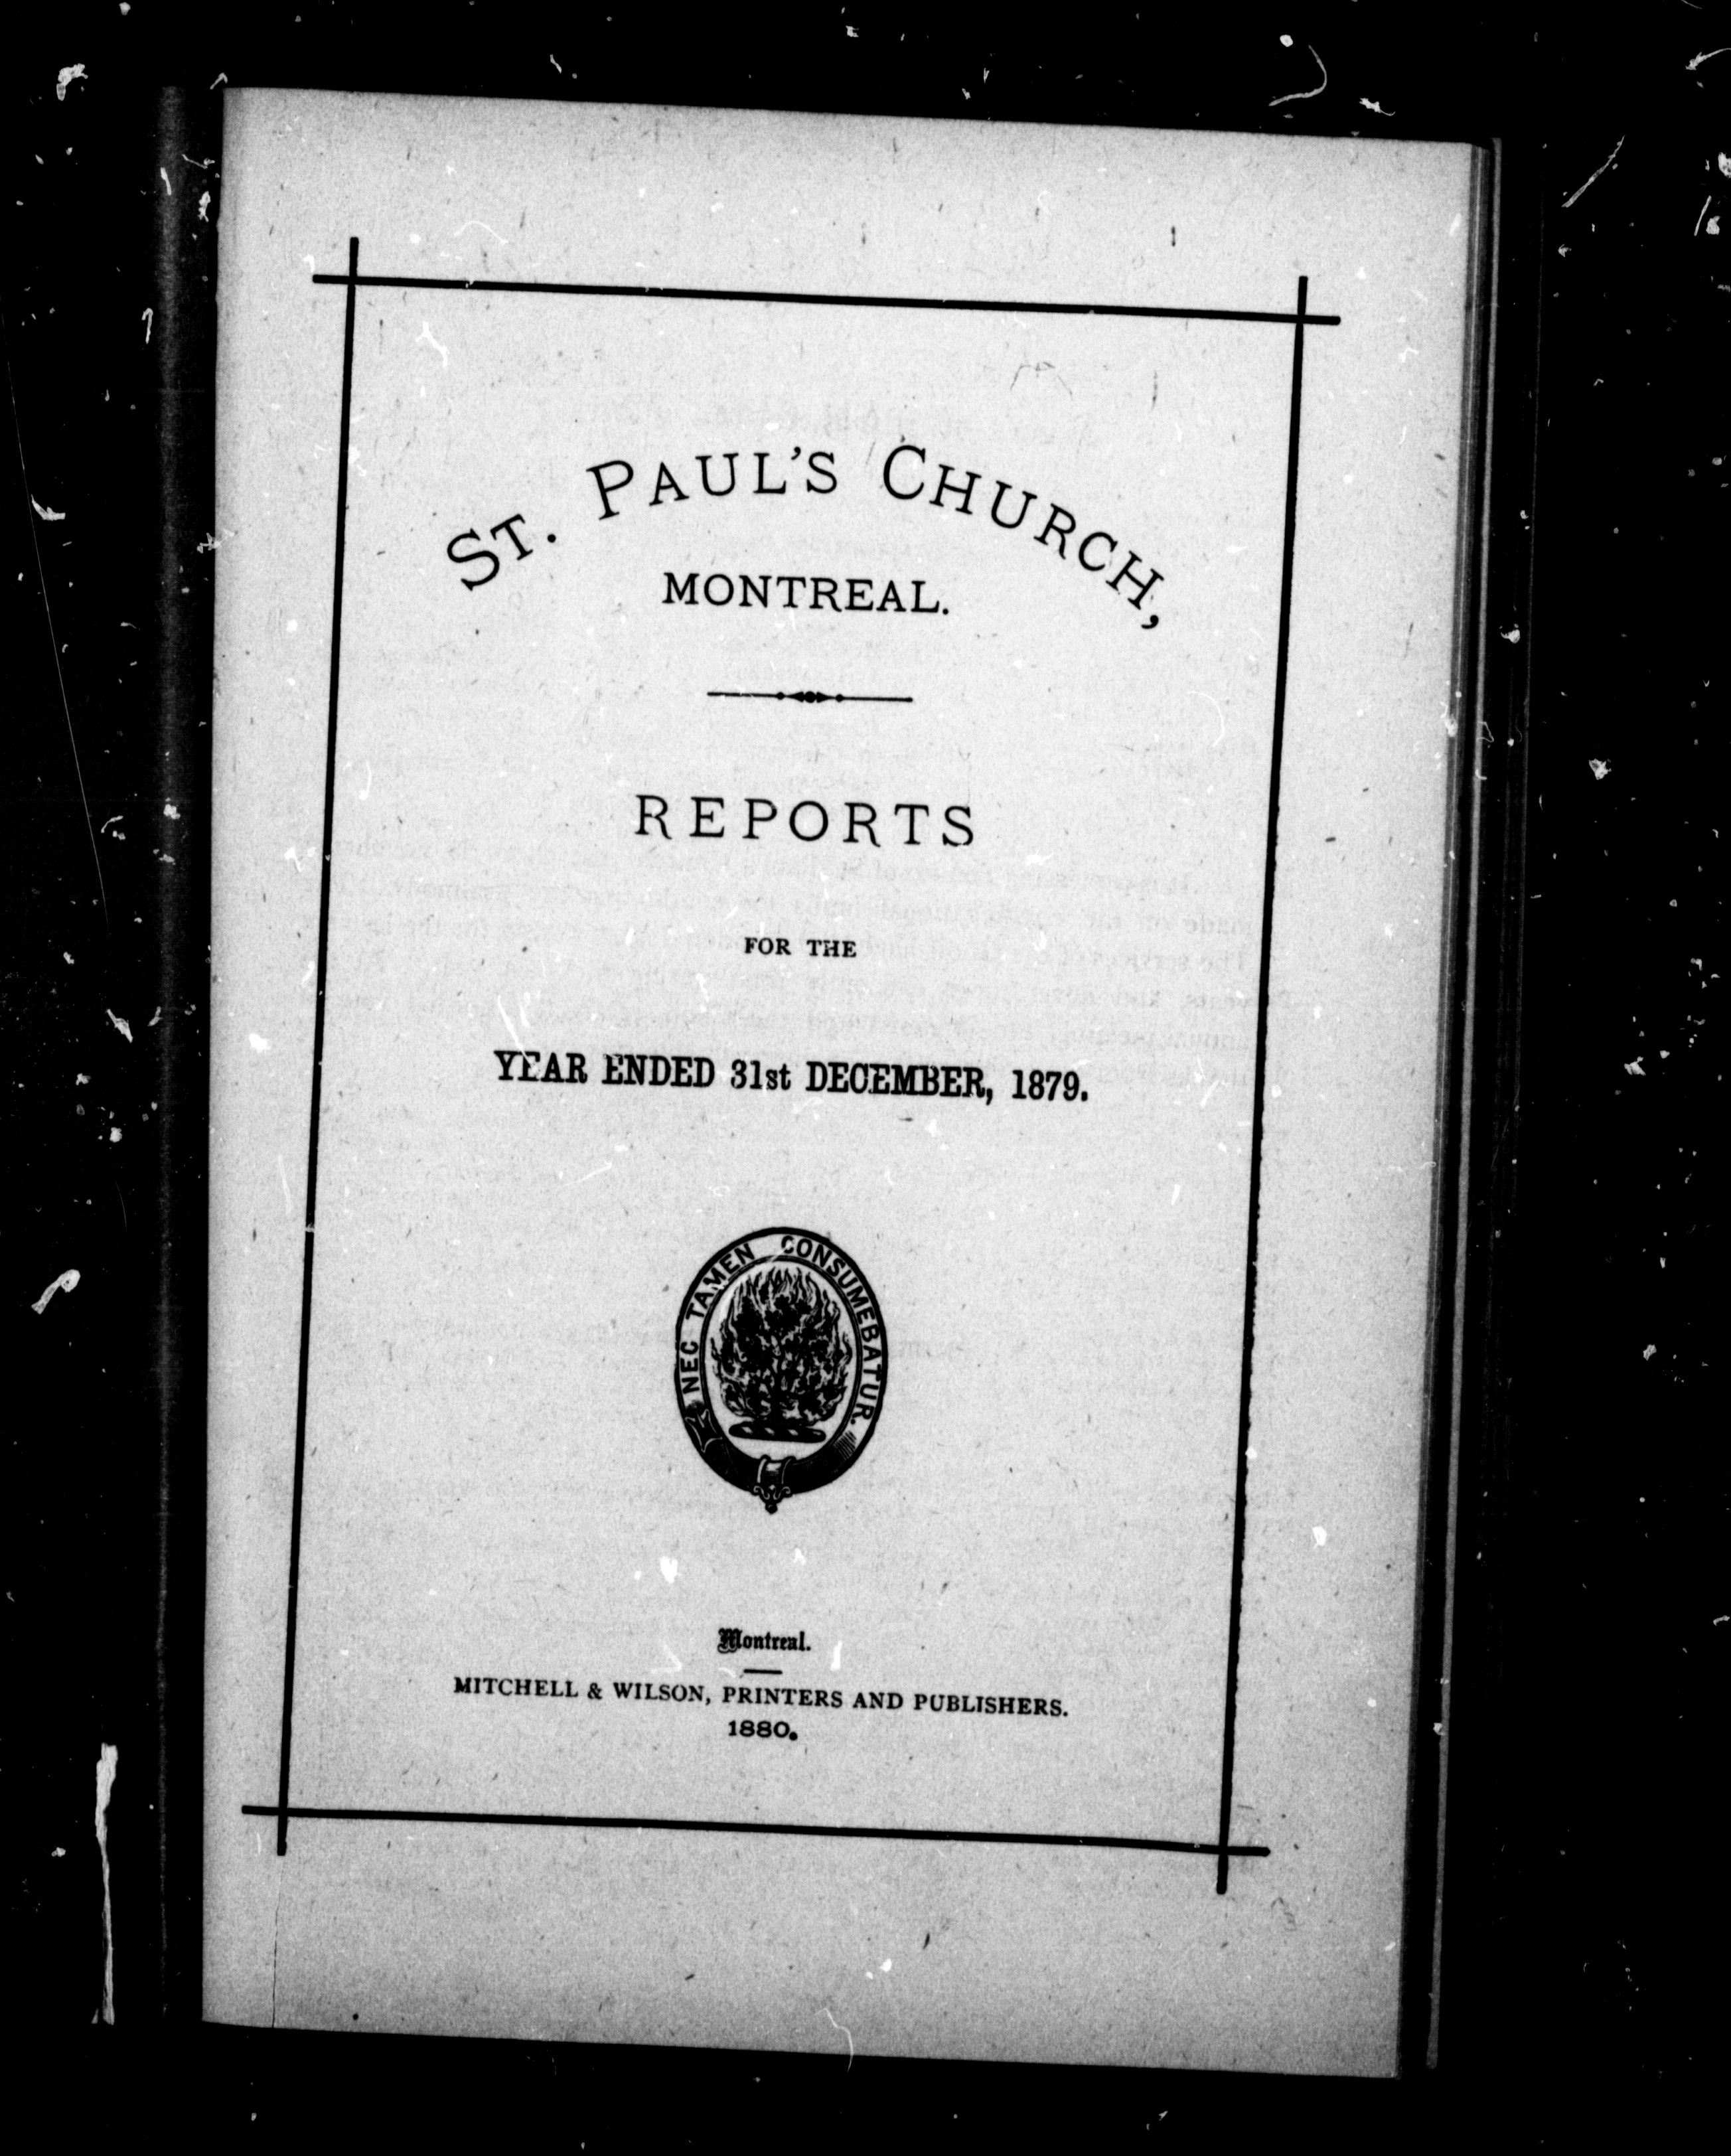 ST. PAUL'S CHURCH,
MONTREAL.
REPORTS
FOR THE
YEAR ENDED 31st DECEMBER, 1879.
NEC TAMEN CONSUMEBATUR.
Montreal.
MITCHELL & WILSON, PRINTERS AND PUBLISHERS.
1880.